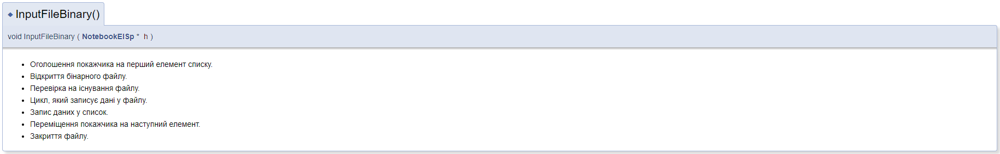 InputFileBinary()
void InputFileBinary ( NotebookElSp * h )
Оголошення покажчика на перший елемент списку.
Відкриття бінарного файлу.
Перевірка на існування файлу.
Цикл, який записує дані у файлу.
Запис даних у список.
Переміщення покажчика на наступний елемент.
Закриття файлу.